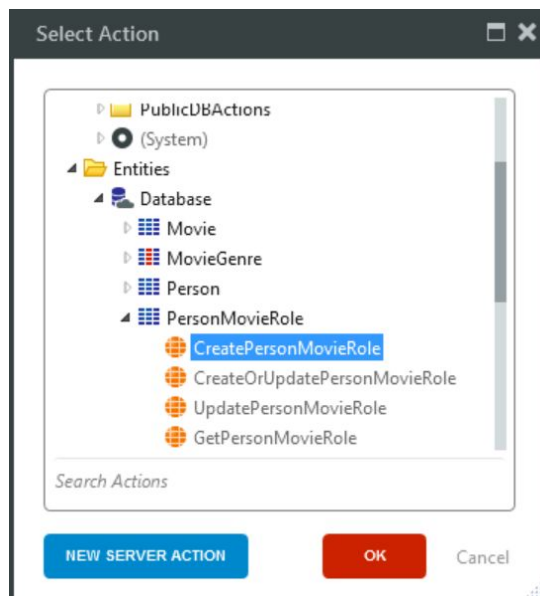 Select Action
PublicDBActions
(System)
Entities
Database
Movie
MovieGenre
Person
PersonMovieRole
CreatePersonMovieRole
CreateOrUpdatePersonMovieRole
UpdatePersonMovieRole
GetPersonMovieRole
Search Actions
NEW SERVER ACTION
OK
Cancel